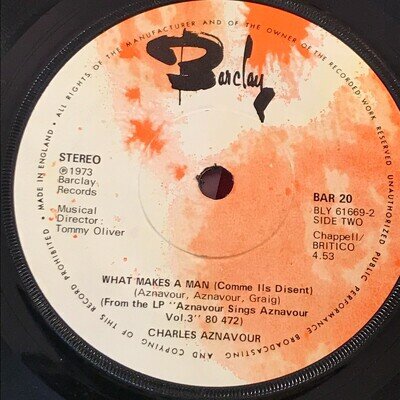 ALL RIGHTS OF THE MANUFACTURER AND OF THE OWNER OF THE RECORDED WORK RESERVED
UNAUTHORIZED PUBLIC PERFORMANCE BROADCASTING AND COPYING OF THIS RECORD PROHIBITED • MADE IN ENGLAND •
Barclay
STEREO
℗1973
Barclay
Records
Musical
Director:
Tommy Oliver
BAR 20
BLY 61669-2
SIDE TWO
Chappell/
BRITICO
4.53
WHAT MAKES A MAN (Comme Ils Disent)
(Aznavour, Aznavour, Graig)
(From the LP "Aznavour Sings Aznavour
Vol.3" 80 472)
CHARLES AZNAVOUR